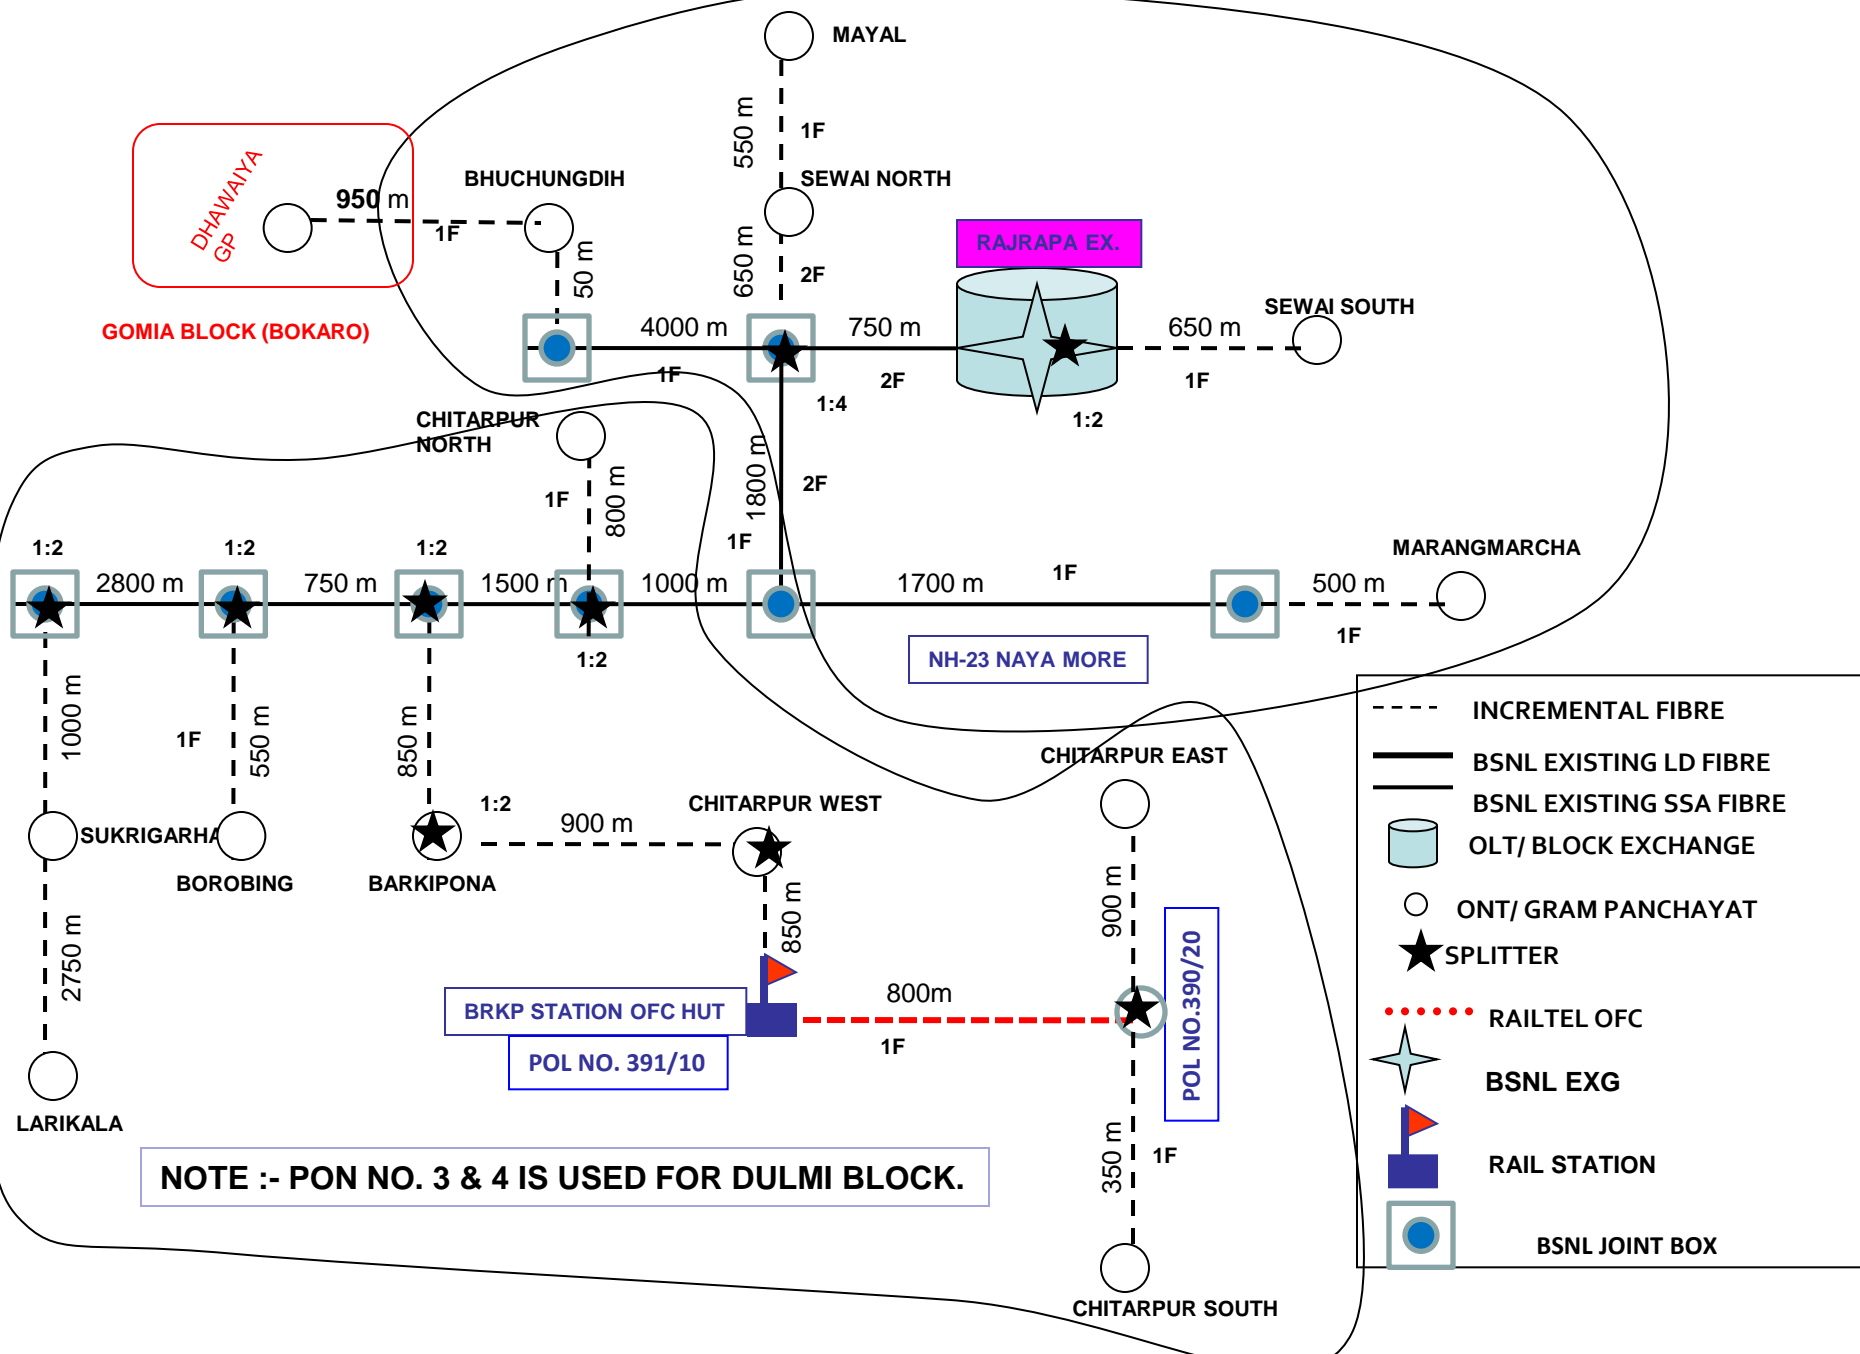 MAYAL
550 m
1F
DHAWAIYA
GP
950 m
1F
BHUCHUNGDIH
SEWAI NORTH
50 m
650 m
2F
RAJRAPA EX.
GOMIA BLOCK (BOKARO)
4000 m
1F
750 m
2F
1:4
650 m
1F
1:2
SEWAI SOUTH
CHITARPUR
NORTH
1F
800 m
1800 m
2F
1F
1:2
1:2
1:2
2800 m
750 m
1500 m
1000 m
1700 m
1F
500 m
1F
MARANGMARCHA
1:2
NH-23 NAYA MORE
1000 m
1F
550 m
850 m
SUKRIGARHA
BOROBING
BARKIPONA
1:2
900 m
CHITARPUR WEST
CHITARPUR EAST
850 m
900 m
2750 m
BRKP STATION OFC HUT
POL NO. 391/10
800m
1F
POL NO.390/20
LARIKALA
350 m
1F
CHITARPUR SOUTH
NOTE :- PON NO. 3 & 4 IS USED FOR DULMI BLOCK.
INCREMENTAL FIBRE
BSNL EXISTING LD FIBRE
BSNL EXISTING SSA FIBRE
OLT/ BLOCK EXCHANGE
ONT/ GRAM PANCHAYAT
SPLITTER
RAILTEL OFC
BSNL EXG
RAIL STATION
BSNL JOINT BOX